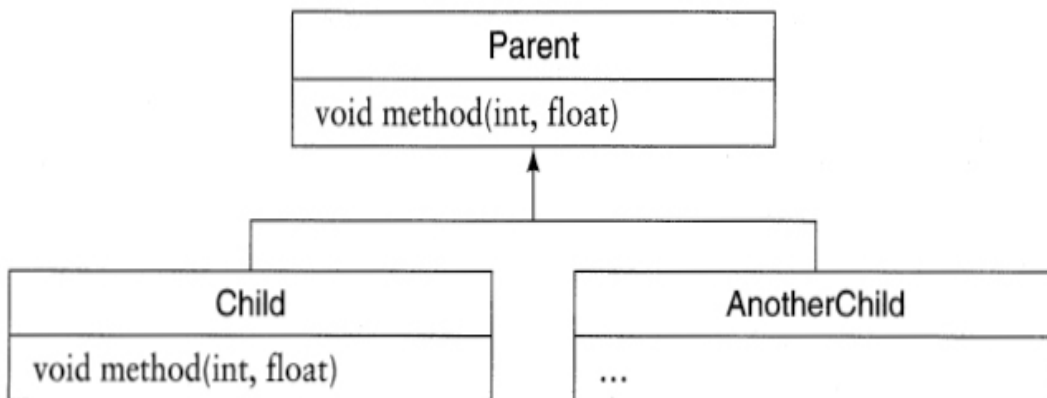 Parent
void method(int, float)
Child
void method(int, float)
AnotherChild
...